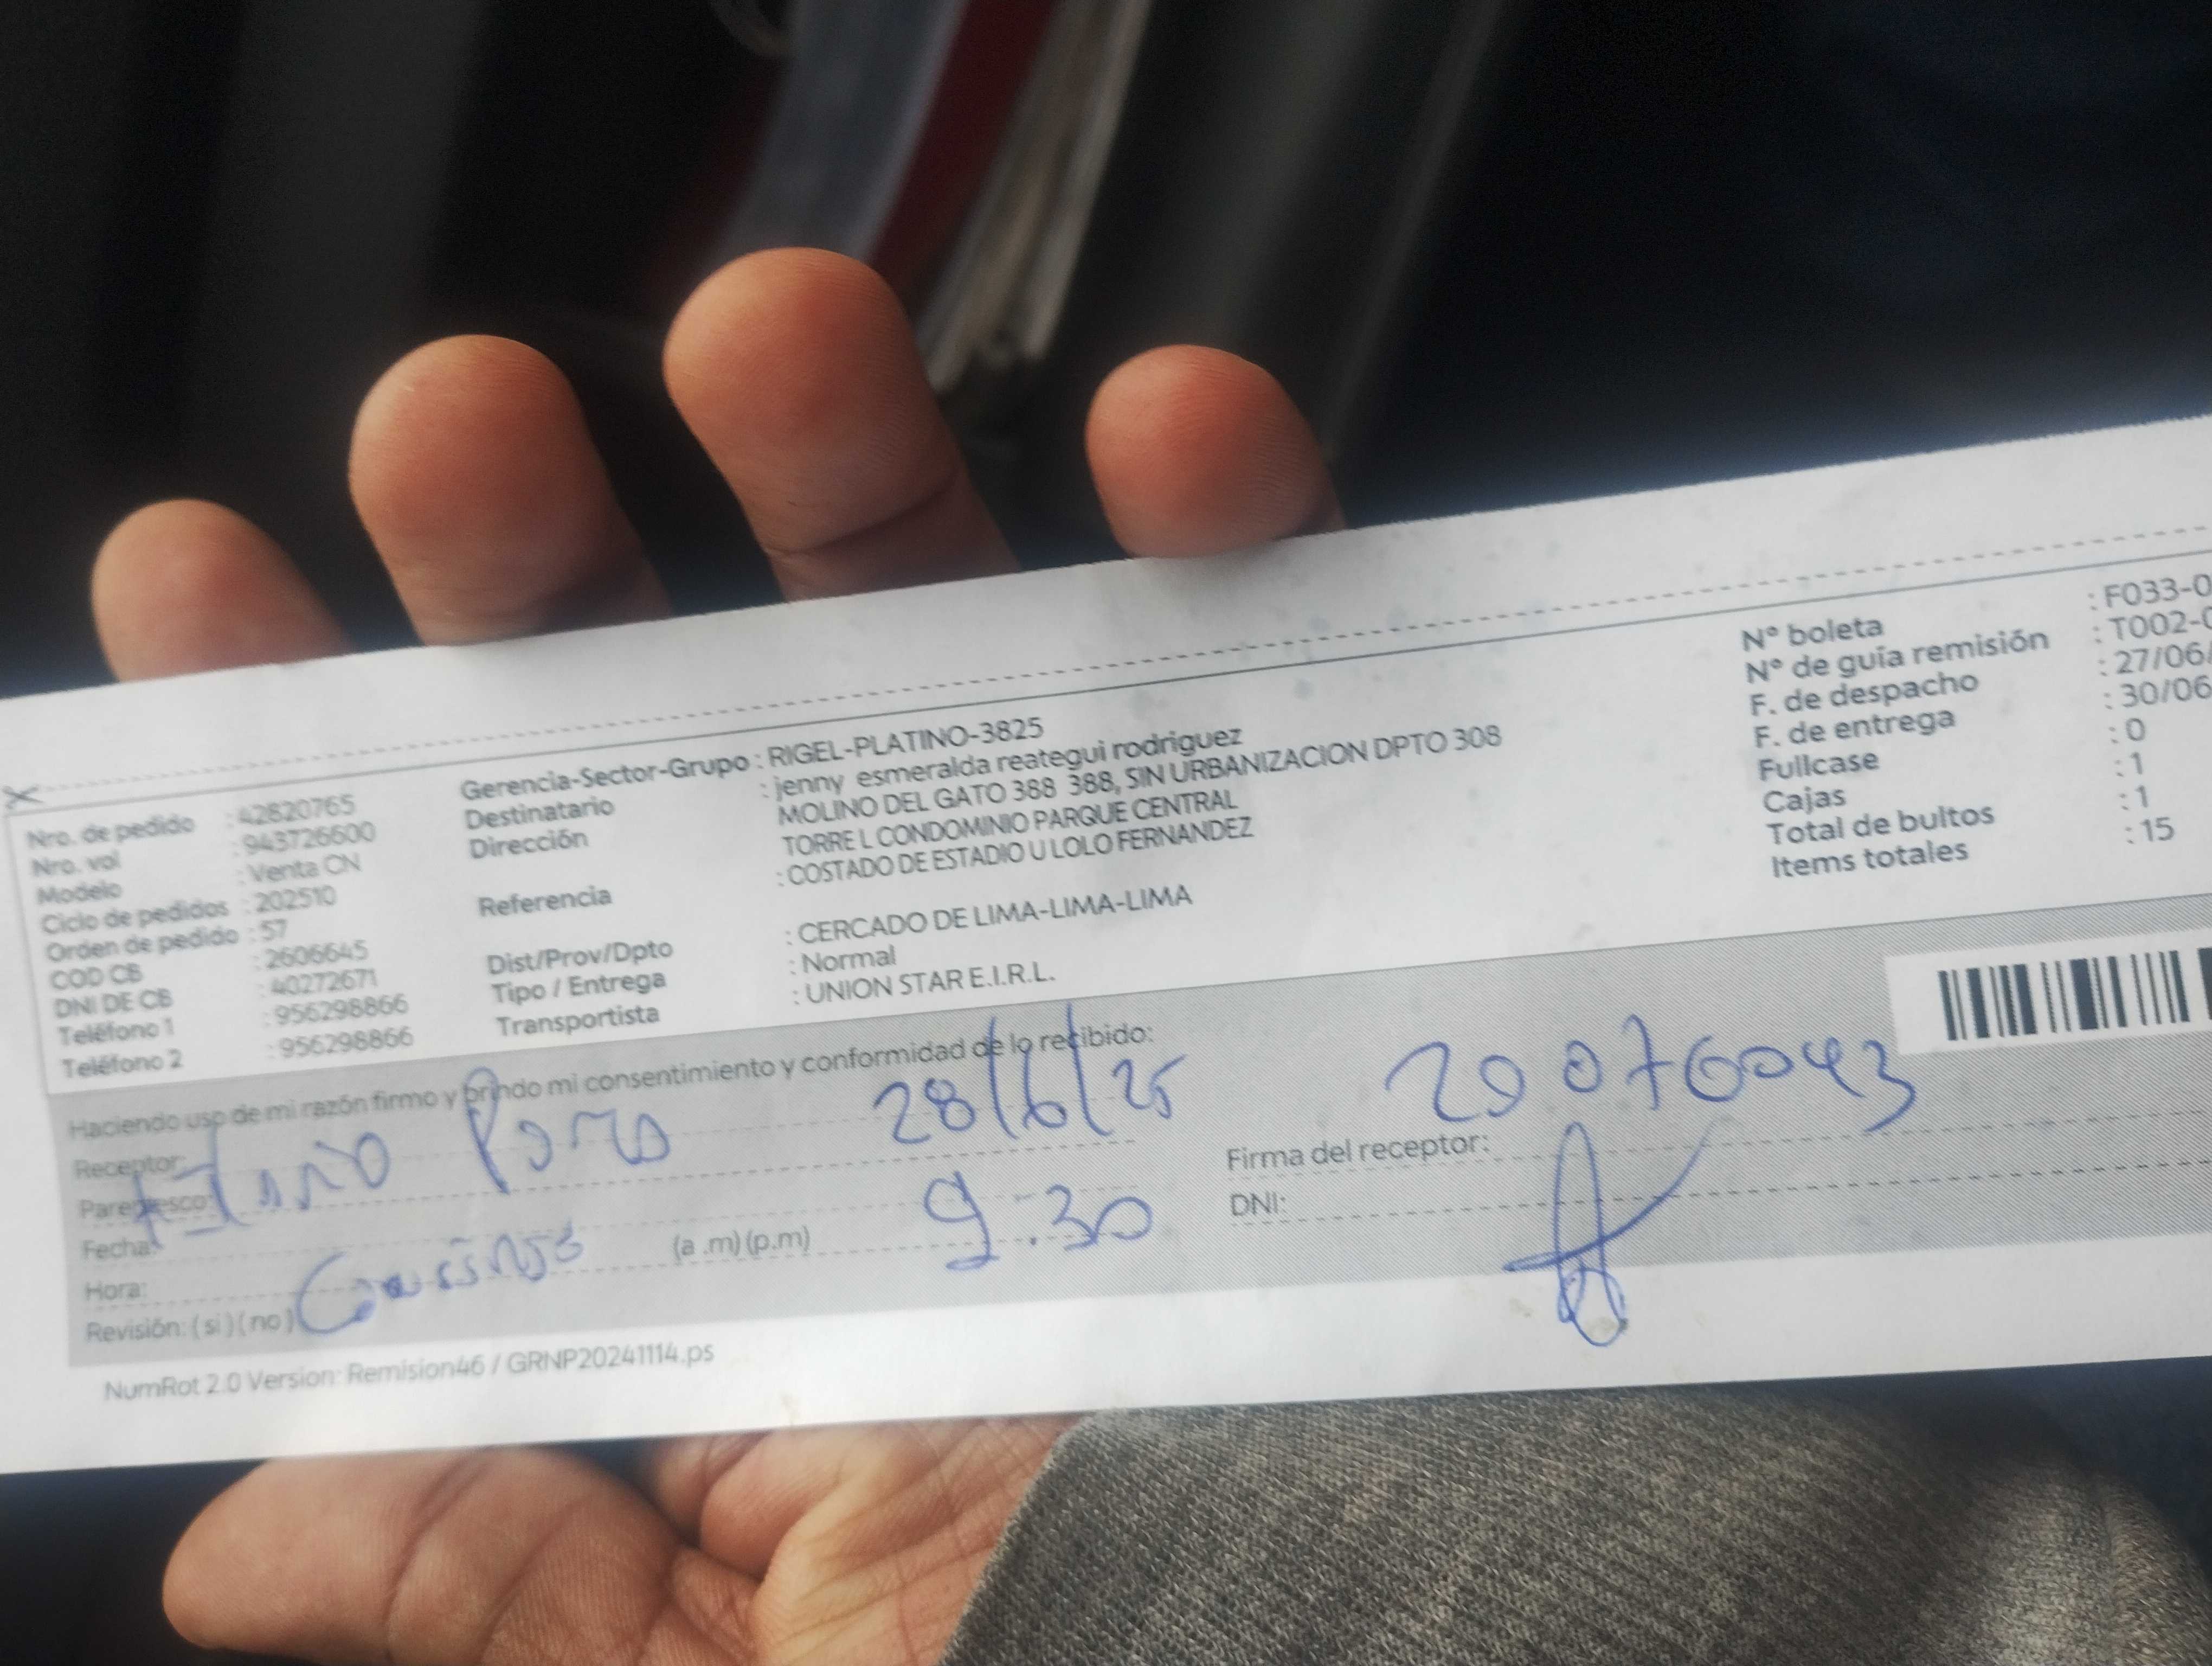 Nro. de pedido : 42820765
Nro. vol : 943726600
Modelo : Venta CN
Ciclo de pedidos : 202510
Orden de pedido : 57
COD CB : 2606645
DNI DE CB : 40272671
Teléfono 1 : 956298866
Teléfono 2 : 956298866
Gerencia-Sector-Grupo : RIGEL-PLATINO-3825
Destinatario : jenny esmeralda reategui rodriguez
Dirección MOLINO DEL GATO 388 388, SIN URBANIZACION DPTO 308
TORRE L CONDOMINIO PARQUE CENTRAL
Referencia : COSTADO DE ESTADIO U LOLO FERNANDEZ
Dist/Prov/Dpto : CERCADO DE LIMA-LIMA-LIMA
Tipo / Entrega : Normal
Transportista : UNION STAR E.I.R.L.
N° boleta : F033-0
N° de guía remisión : T002-0
F. de despacho : 27/06/
F. de entrega : 30/06
Fullcase : 0
Cajas : 1
Total de bultos : 1
Items totales : 15
Haciendo uso de mi razón firmo y brindo mi consentimiento y conformidad de lo recibido:
Receptor:
Parentesco:
Fecha: 28/6/25
Hora: (a .m) (p.m) 9:30
Revisión: ( si ) ( no )
Firma del receptor: 20076043
DNI:
NumRot 2.0 Version: Remision46 / GRNP20241114.ps